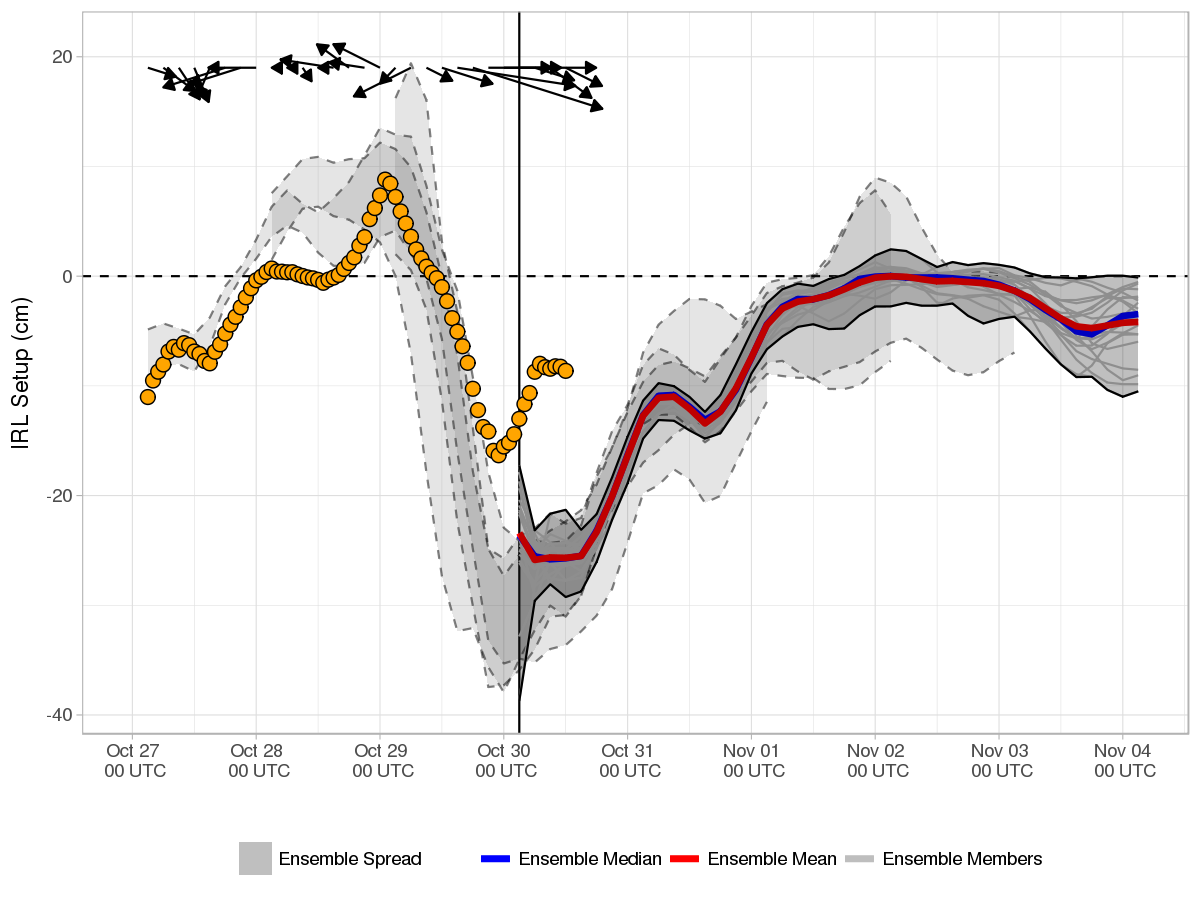 IRL Setup (cm)
20
0
-20
-40
Oct 27 Oct 28 Oct 29 Oct 30 Oct 31 Nov 01 Nov 02 Nov 03 Nov 04
00 UTC 00 UTC 00 UTC 00 UTC 00 UTC 00 UTC 00 UTC 00 UTC 00 UTC
Ensemble Spread Ensemble Median Ensemble Mean Ensemble Members